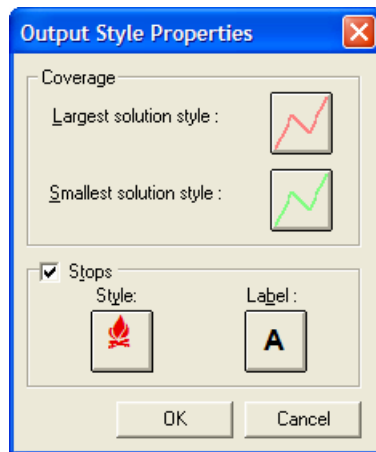 Output Style Properties
Coverage
Largest solution style :
Smallest solution style :
Stops
Style: Label :
A
OK Cancel